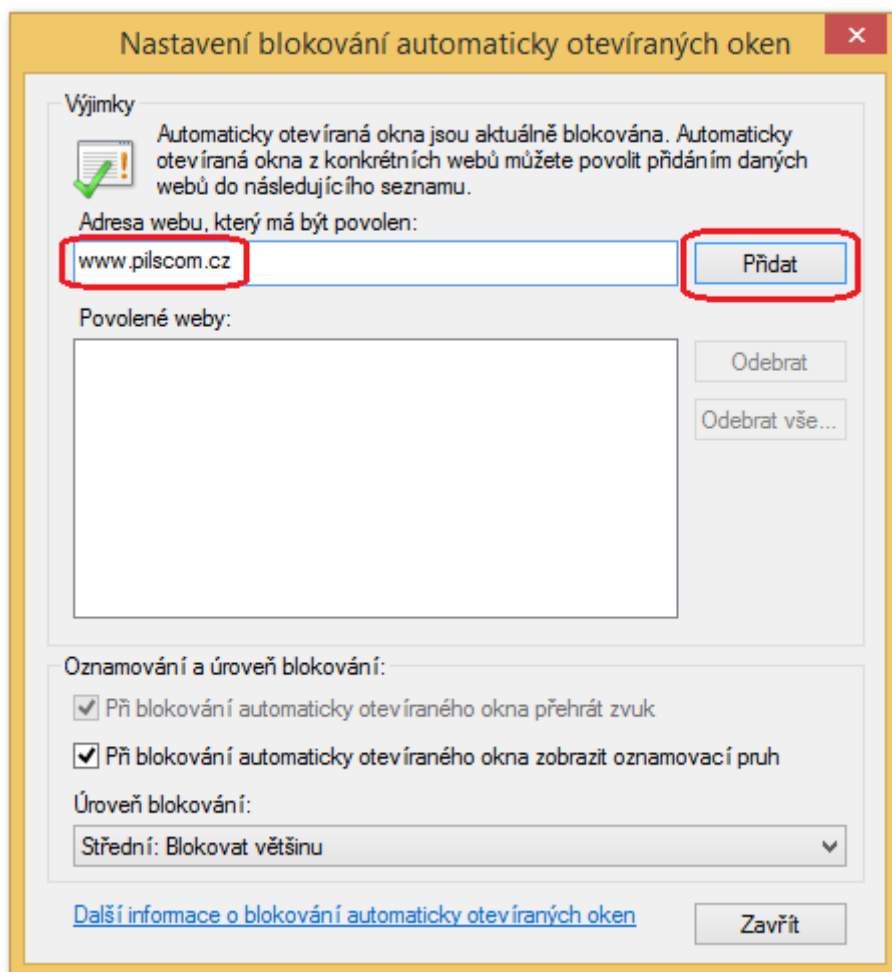 Nastavení blokování automaticky otevíraných oken
Výjimky
Automaticky otevíraná okna jsou aktuálně blokována. Automaticky
otevíraná okna z konkrétních webů můžete povolit přidáním daných
webů do následujícího seznamu.
Adresa webu, který má být povolen:
www.pilscom.cz
Přidat
Povolené weby:
Odebrat
Odebrat vše...
Oznamování a úroveň blokování:
Při blokování automaticky otevíraného okna přehrát zvuk
Při blokování automaticky otevíraného okna zobrazit oznamovací pruh
Úroveň blokování:
Střední: Blokovat většinu
Další informace o blokování automaticky otevíraných oken
Zavřít